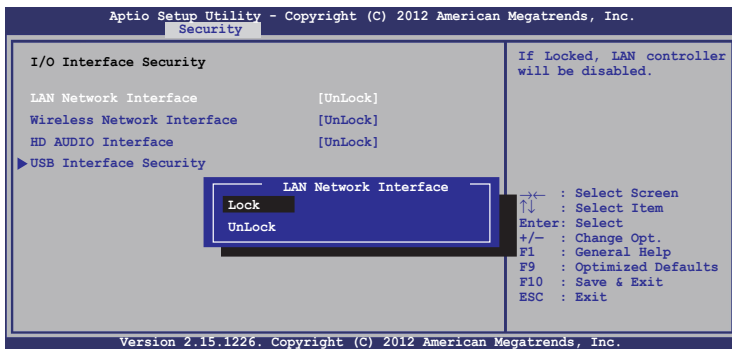 Aptio Setup Utility - Copyright (C) 2012 American Megatrends, Inc.
Security
I/O Interface Security
LAN Network Interface [UnLock]
Wireless Network Interface [UnLock]
HD AUDIO Interface [UnLock]
USB Interface Security
LAN Network Interface
Lock
UnLock
If Locked, LAN controller
will be disabled.
→← : Select Screen
↑↓ : Select Item
Enter: Select
+/— : Change Opt.
F1 : General Help
F9 : Optimized Defaults
F10 : Save & Exit
ESC : Exit
Version 2.15.1226. Copyright (C) 2012 American Megatrends, Inc.